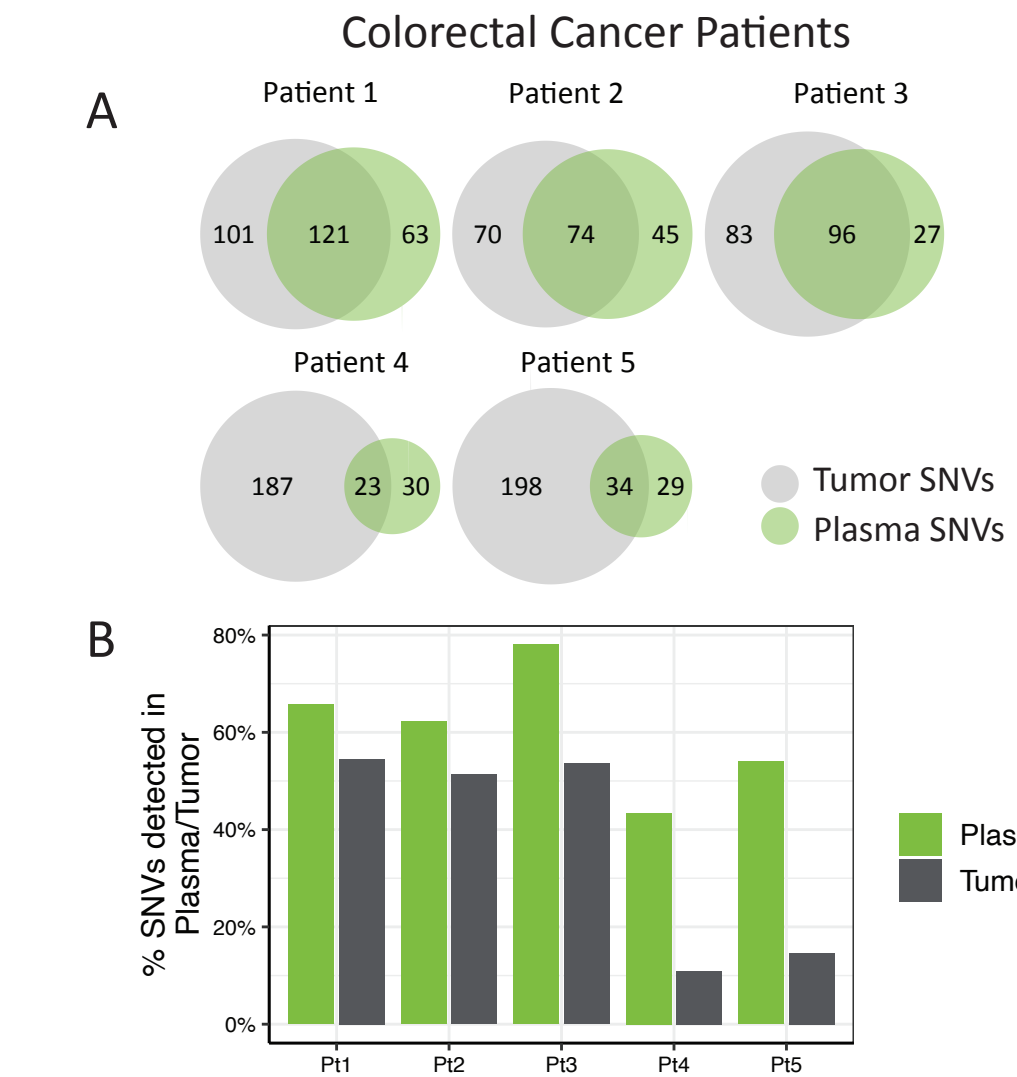 Colorectal Cancer Patients
A
Patient 1
Patient 2
Patient 3
101 121 63
70 74 45
83 96 27
Patient 4
Patient 5
187 23 30
198 34 29
Tumor SNVs
Plasma SNVs
B
% SNVs detected in
Plasma/Tumor
80%
60%
40%
20%
0%
Pt1 Pt2 Pt3 Pt4 Pt5
Plas
Tum